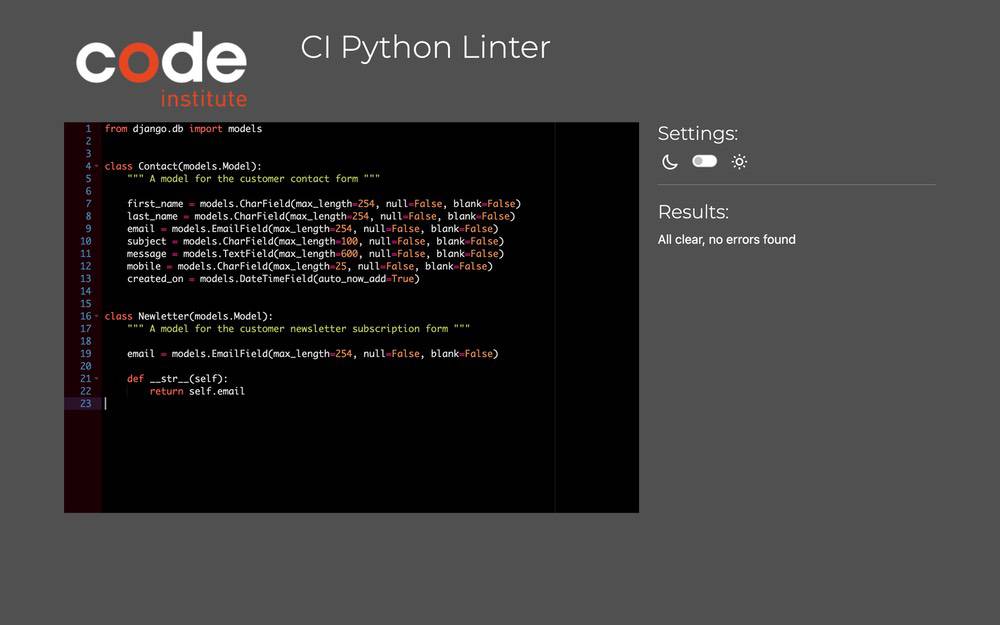 code
institute
CI Python Linter
1 from django.db import models
2
3
4 class Contact(models.Model):
5     """ A model for the customer contact form """
6
7     first_name = models.CharField(max_length=254, null=False, blank=False)
8     last_name = models.CharField(max_length=254, null=False, blank=False)
9     email = models.EmailField(max_length=254, null=False, blank=False)
10     subject = models.CharField(max_length=100, null=False, blank=False)
11     message = models.TextField(max_length=600, null=False, blank=False)
12     mobile = models.CharField(max_length=25, null=False, blank=False)
13     created_on = models.DateTimeField(auto_now_add=True)
14
15
16 class Newletter(models.Model):
17     """ A model for the customer newsletter subscription form """
18
19     email = models.EmailField(max_length=254, null=False, blank=False)
20
21     def __str__(self):
22         return self.email
23
Settings:
Results:
All clear, no errors found